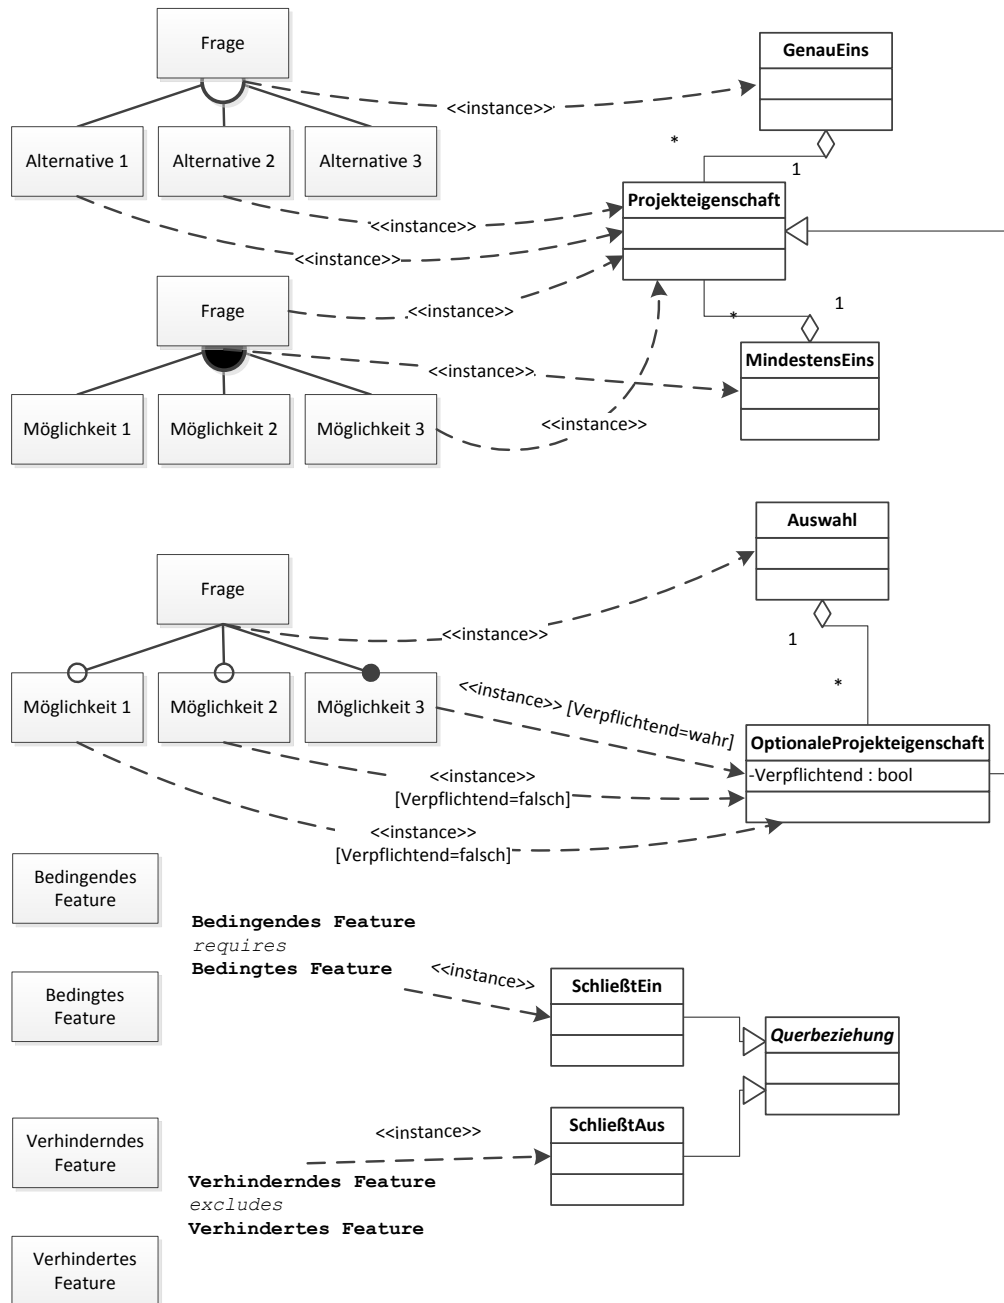 Frage
GenauEins
<<instance>>
*
1
Alternative 1
Alternative 2
Alternative 3
Projekteigenschaft
<<instance>>
<<instance>>
Frage
<<instance>>
1
*
MindestensEins
<<instance>>
Möglichkeit 1
Möglichkeit 2
Möglichkeit 3
<<instance>>
Auswahl
Frage
<<instance>>
1
*
Möglichkeit 1
Möglichkeit 2
Möglichkeit 3
<<instance>> [Verpflichtend=wahr]
OptionaleProjekteigenschaft
-Verpflichtend : bool
<<instance>>
[Verpflichtend=falsch]
<<instance>>
[Verpflichtend=falsch]
Bedingendes
Feature
Bedingendes Feature
requires
Bedingtes Feature
<<instance>>
Bedingtes
Feature
SchließtEin
Querbeziehung
Verhinderndes
Feature
<<instance>>
SchließtAus
Verhinderndes Feature
excludes
Verhindertes Feature
Verhindertes
Feature